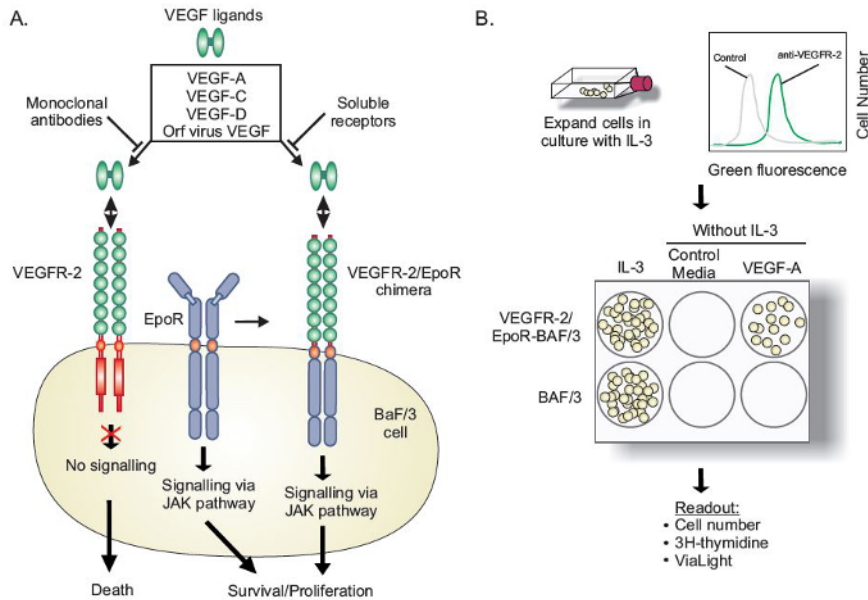 A.
VEGF ligands
VEGF-A
VEGF-C
VEGF-D
Orf virus VEGF
Monoclonal
antibodies
Soluble
receptors
VEGFR-2
EpoR
VEGFR-2/EpoR
chimera
BaF/3
cell
No signalling
Signalling via
JAK pathway
Signalling via
JAK pathway
Death
Survival/Proliferation
B.
Expand cells in
culture with IL-3
Control
anti-VEGFR-2
Cell Number
Green fluorescence
Without IL-3
IL-3
Control
Media
VEGF-A
VEGFR-2/
EpoR-BAF/3
BAF/3
Readout:
• Cell number
• 3H-thymidine
• ViaLight